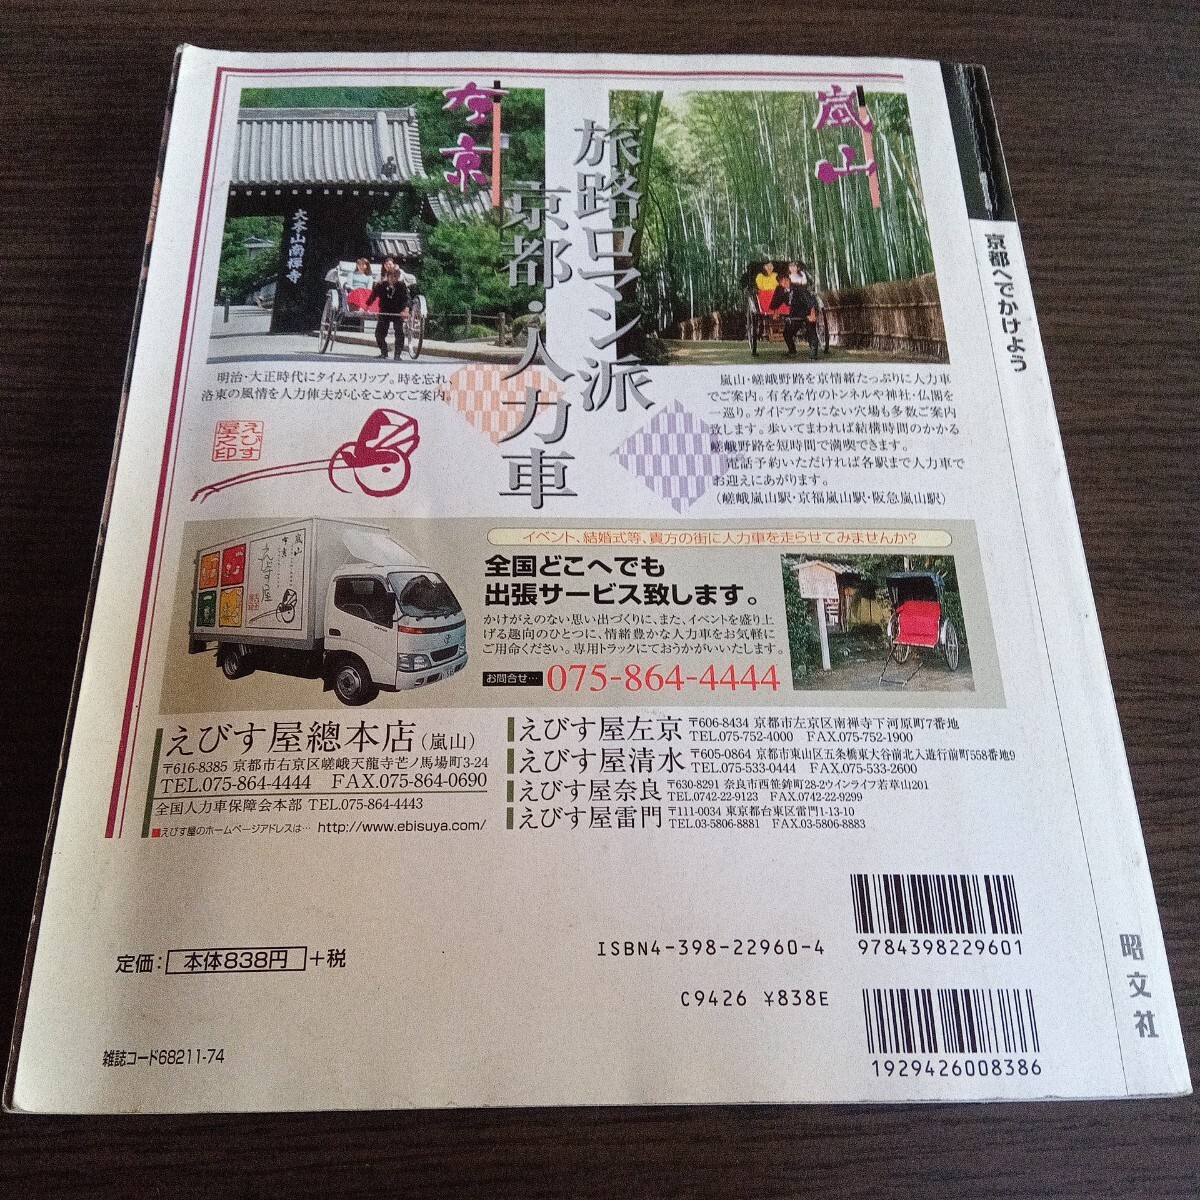 嵐山
左京
旅路ロマン派
京都・人力車
大本山南禅寺
京都へでかけよう
明治・大正時代にタイムスリップ。時を忘れ、
洛東の風情を人力俥夫が心をこめてご案内。
えびす
屋之印
嵐山・嵯峨野路を京情緒たっぷりに人力車
でご案内。有名な竹のトンネルや神社・仏閣を
一巡り。ガイドブックにない穴場も多数ご案内
致します。歩いてまわれば結構時間のかかる
嵯峨野路を短時間で満喫できます。
電話予約いただければ各駅まで人力車で
お迎えにあがります。
(嵯峨嵐山駅・京福嵐山駅・阪急嵐山駅)
イベント、結婚式等、貴方の街に人力車を走らせてみませんか?
全国どこへでも
出張サービス致します。
かけがえのない思い出づくりに、また、イベントを盛り上
げる趣向のひとつに、情緒豊かな人力車をお気軽に
ご用命ください。専用トラックにておうかがいいたします。
お問合せ… 075-864-4444
嵐山
えびす屋
えびす屋總本店(嵐山)
〒616-8385 京都市右京区嵯峨天龍寺芒ノ馬場町3-24
TEL.075-864-4444 FAX.075-864-0690
全国人力車保障会本部 TEL.075-864-4443
■えびす屋のホームページアドレスは… http://www.ebisuya.com/
えびす屋左京 〒606-8434 京都市左京区南禅寺下河原町7番地
TEL.075-752-4000 FAX.075-752-1900
えびす屋清水 〒605-0864 京都市東山区五条橋東大谷前北入遊行前町558番地9
TEL.075-533-0444 FAX.075-533-2600
えびす屋奈良 〒630-8291 奈良市西笹鉾町28-2ウインライフ若草山201
TEL.0742-22-9123 FAX.0742-22-9299
えびす屋雷門 〒111-0034 東京都台東区雷門1-13-10
TEL.03-5806-8881 FAX.03-5806-8883
定価:本体838円+税
ISBN4-398-22960-4
9784398229601
C9426 ¥838E
1929426008386
雑誌コード68211-74
昭文社